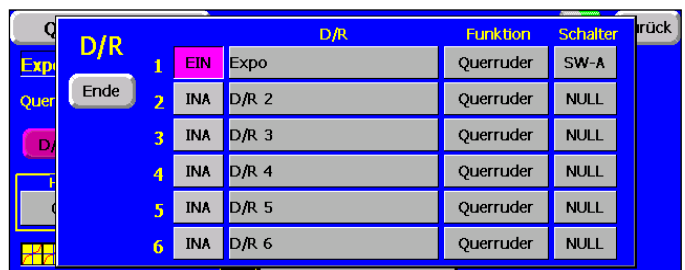 D/R Funktion Schalter
D/R
1 EIN Expo Querruder SW-A
Ende
2 INA D/R 2 Querruder NULL
3 INA D/R 3 Querruder NULL
4 INA D/R 4 Querruder NULL
5 INA D/R 5 Querruder NULL
6 INA D/R 6 Querruder NULL